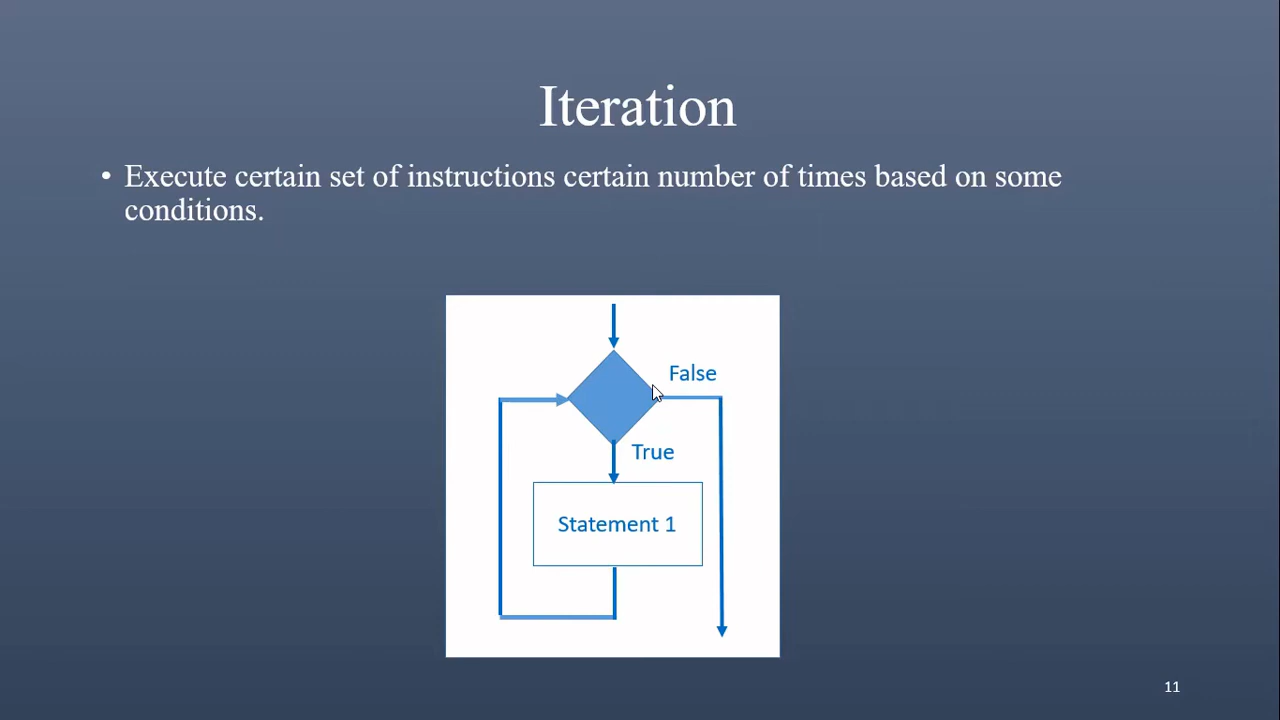 Iteration
• Execute certain set of instructions certain number of times based on some
conditions.
False
True
Statement 1
11